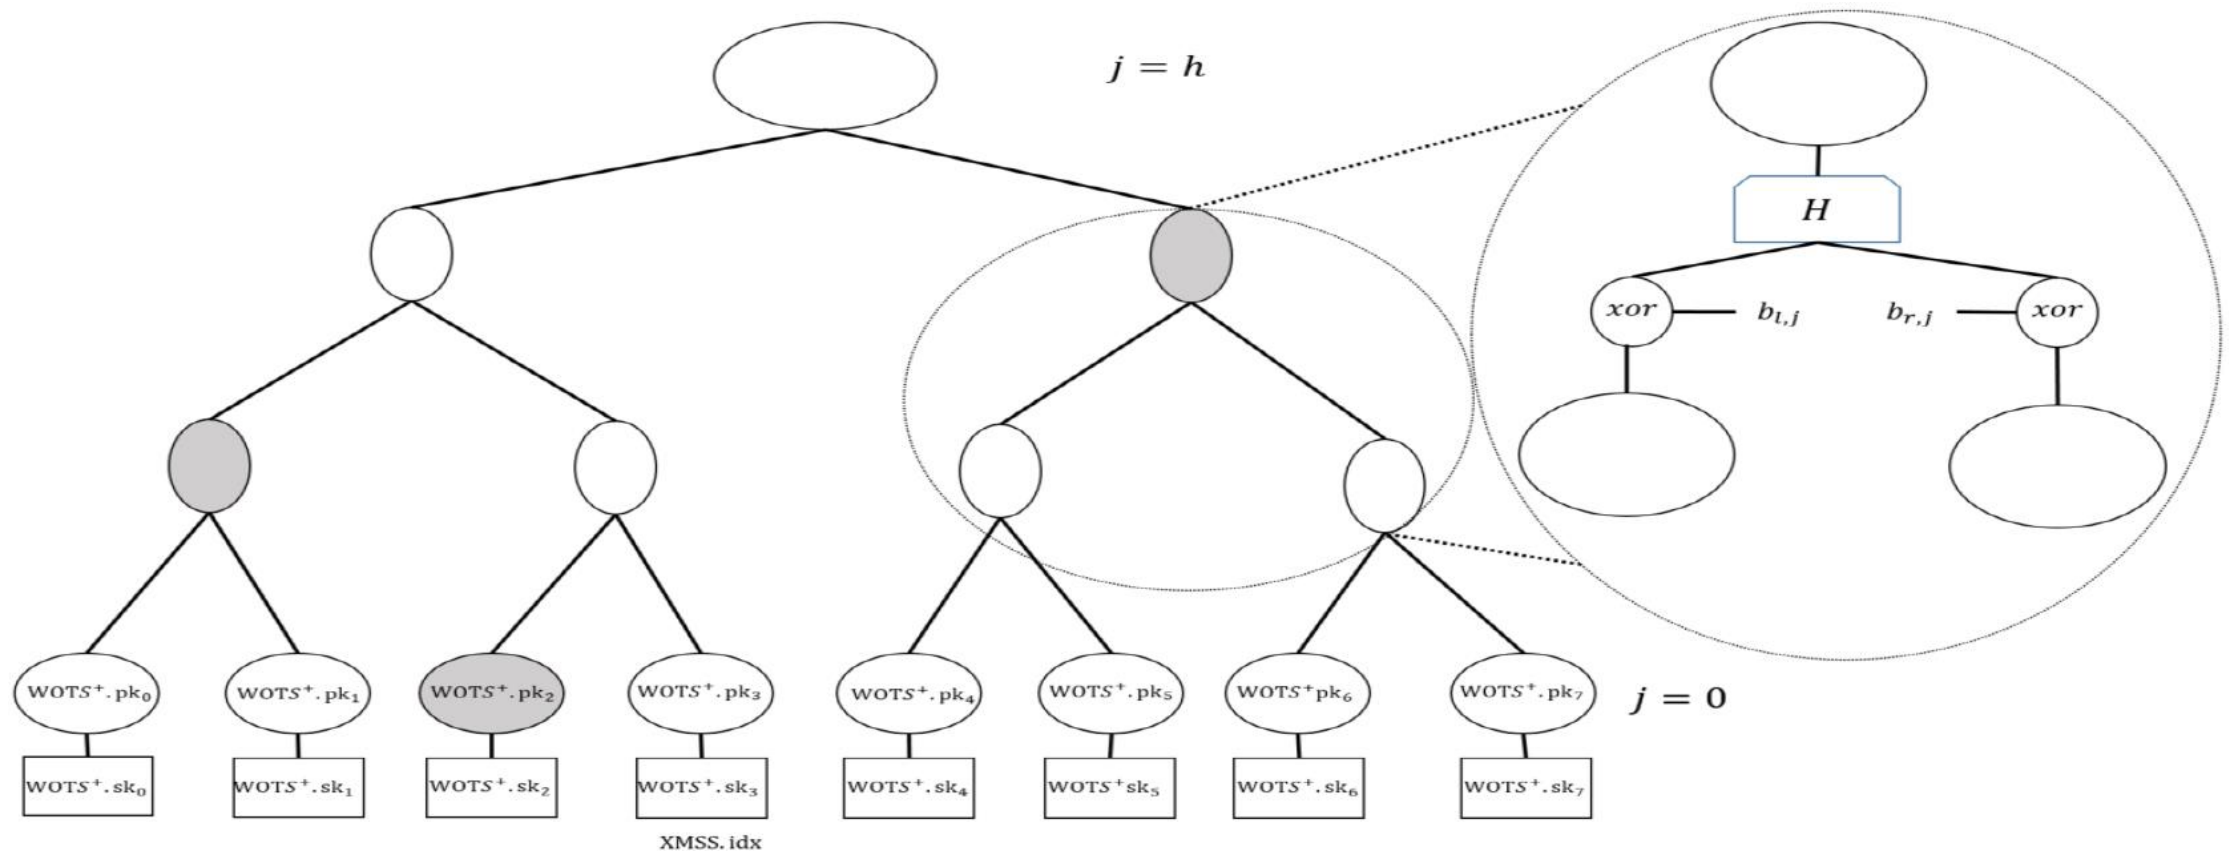 j = h
H
xor
b_{l,j}
b_{r,j}
xor
WOTS⁺.pk₀
WOTS⁺.pk₁
WOTS⁺.pk₂
WOTS⁺.pk₃
WOTS⁺.pk₄
WOTS⁺.pk₅
WOTS⁺pk₆
WOTS⁺.pk₇
j = 0
WOTS⁺.sk₀
WOTS⁺.sk₁
WOTS⁺.sk₂
WOTS⁺.sk₃
WOTS⁺.sk₄
WOTS⁺sk₅
WOTS⁺.sk₆
WOTS⁺.sk₇
XMSS.idx